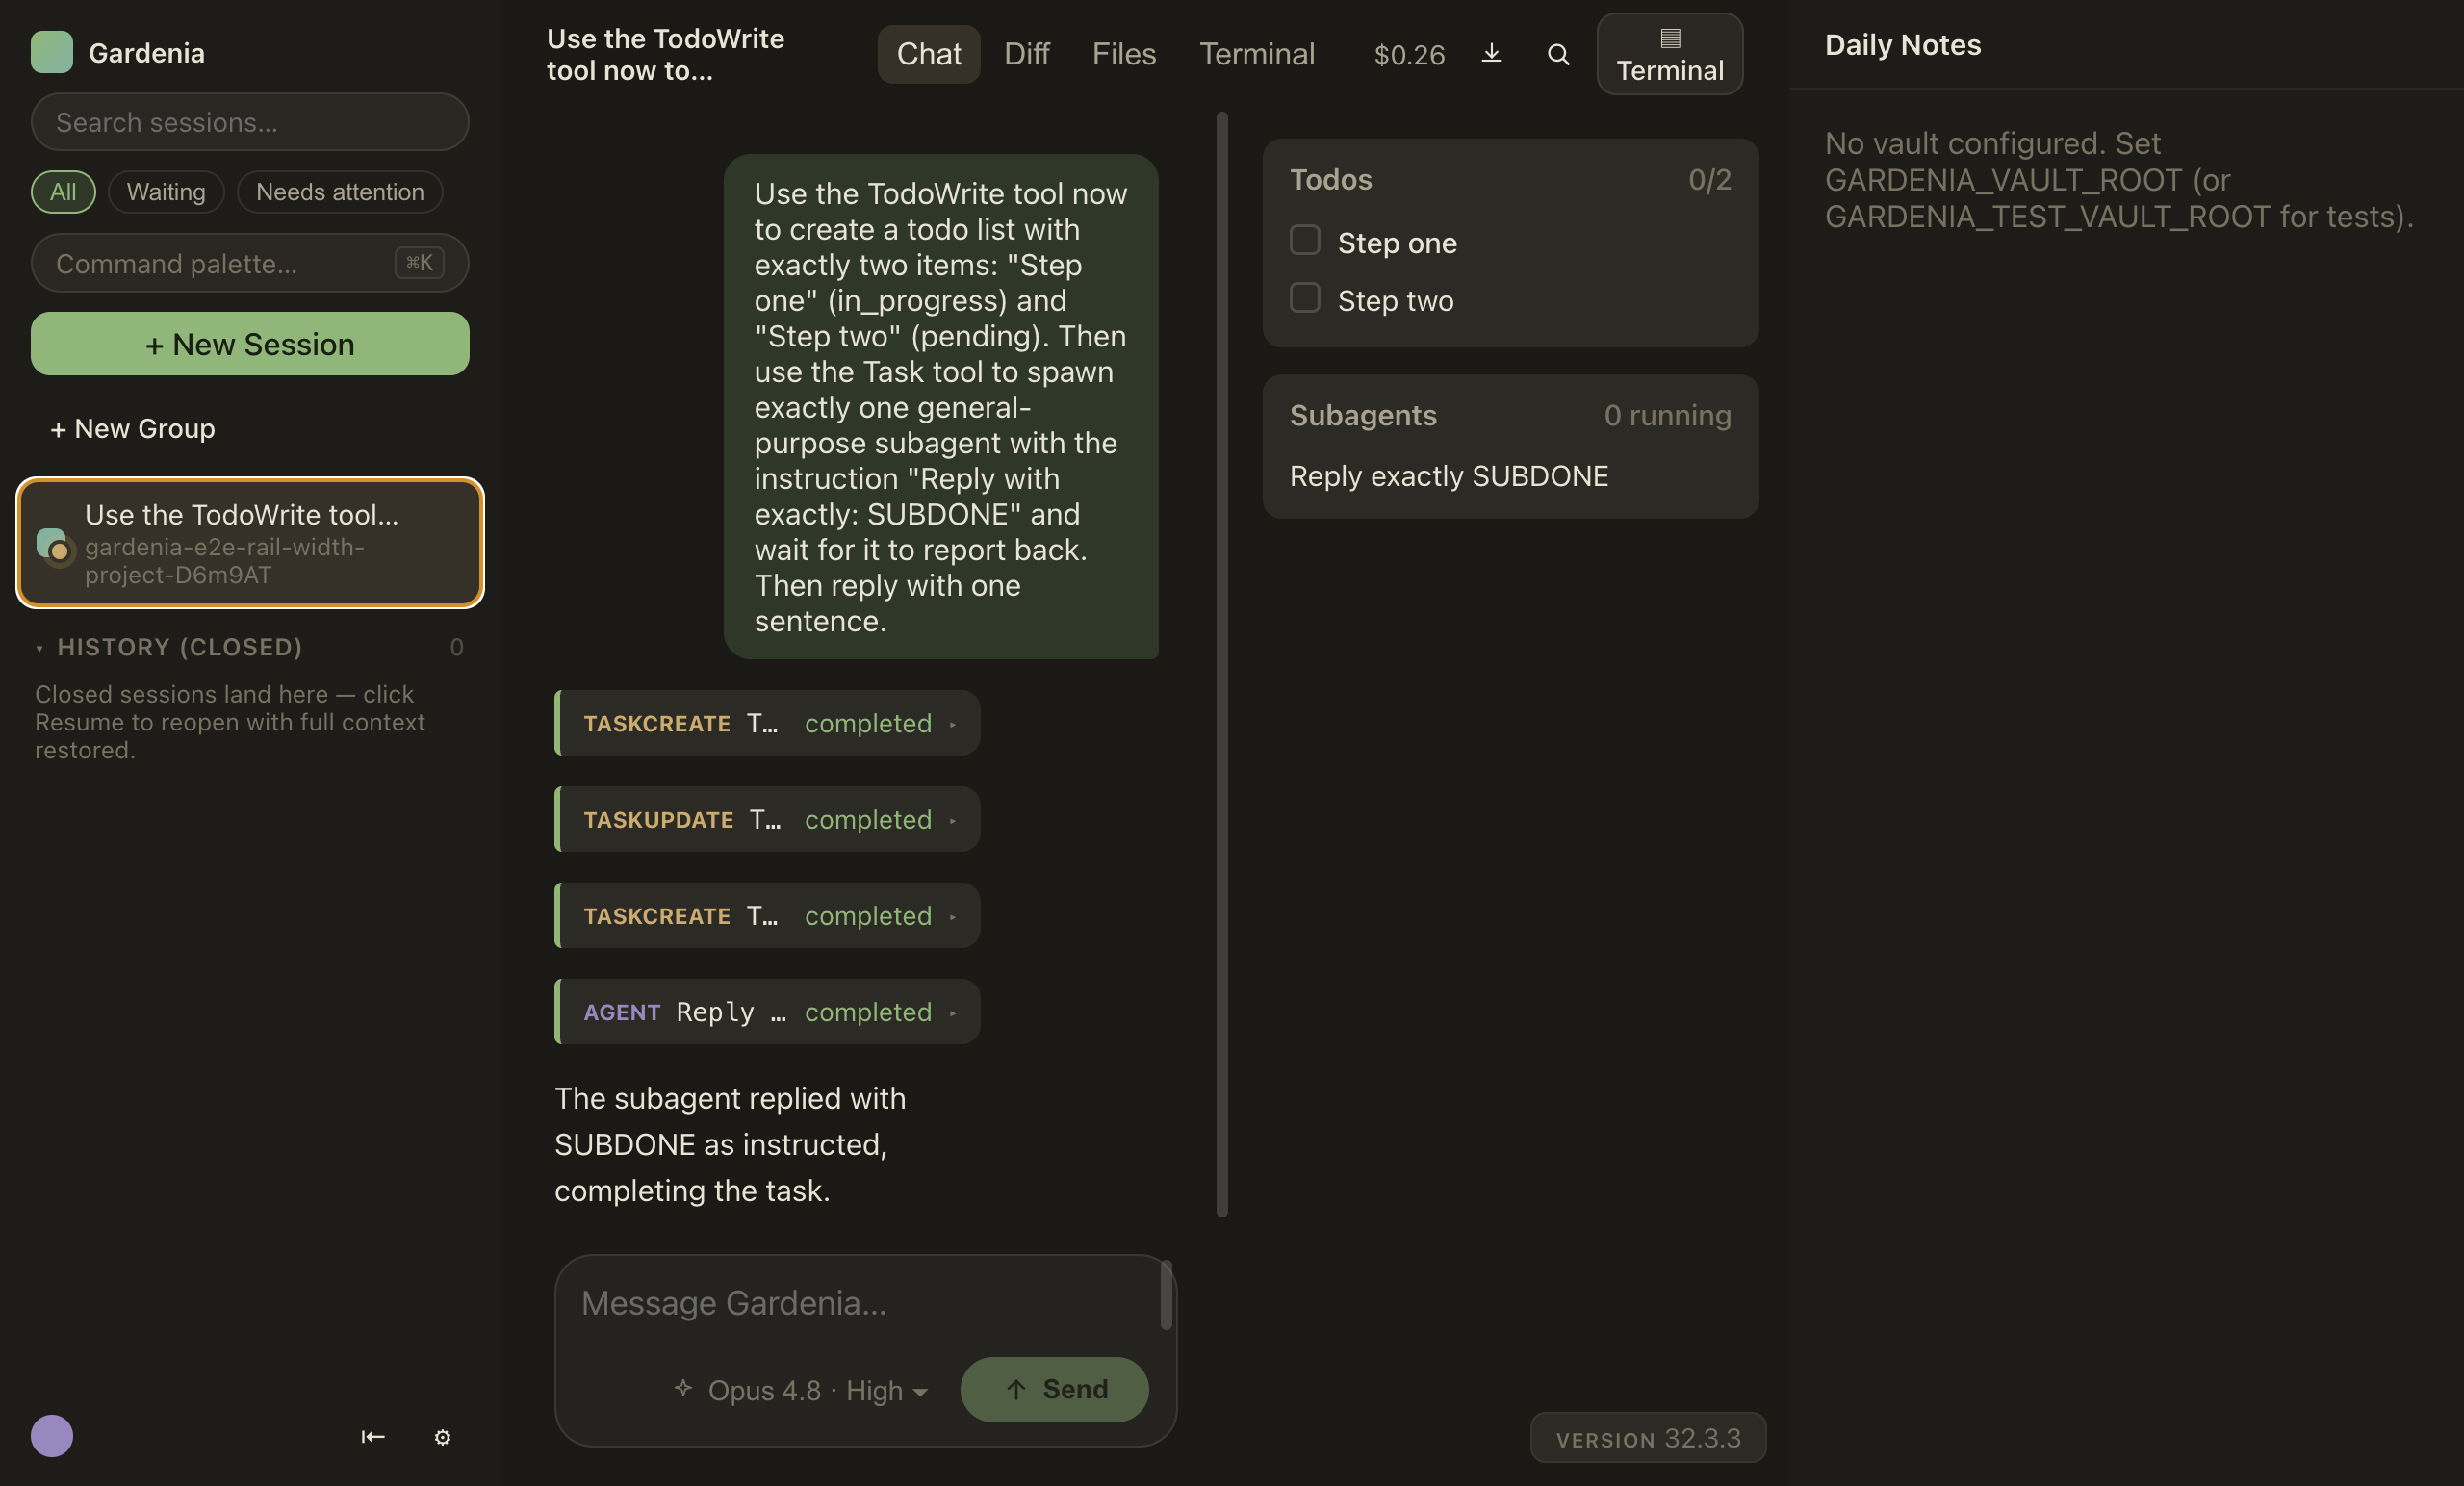 Gardenia
Search sessions...
All
Waiting
Needs attention
Command palette...
⌘K
+ New Session
+ New Group
Use the TodoWrite tool...
gardenia-e2e-rail-width-
project-D6m9AT
HISTORY (CLOSED)
0
Closed sessions land here — click
Resume to reopen with full context
restored.
Use the TodoWrite
tool now to...
Chat
Diff
Files
Terminal
$0.26
Terminal
Use the TodoWrite tool now
to create a todo list with
exactly two items: "Step
one" (in_progress) and
"Step two" (pending). Then
use the Task tool to spawn
exactly one general-
purpose subagent with the
instruction "Reply with
exactly: SUBDONE" and
wait for it to report back.
Then reply with one
sentence.
TASKCREATE T... completed
TASKUPDATE T... completed
TASKCREATE T... completed
AGENT Reply ... completed
The subagent replied with
SUBDONE as instructed,
completing the task.
Message Gardenia...
Opus 4.8 · High
Send
Todos
0/2
Step one
Step two
Subagents
0 running
Reply exactly SUBDONE
VERSION 32.3.3
Daily Notes
No vault configured. Set
GARDENIA_VAULT_ROOT (or
GARDENIA_TEST_VAULT_ROOT for tests).